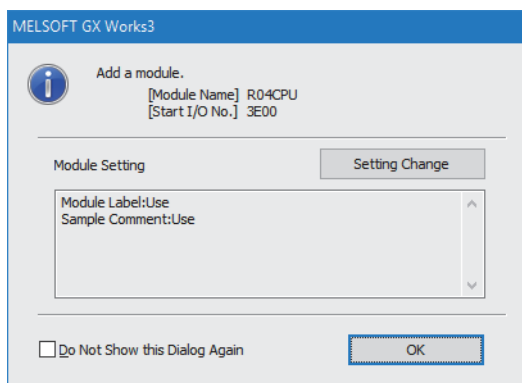 MELSOFT GX Works3
Add a module.
[Module Name] R04CPU
[Start I/O No.] 3E00
Module Setting
Setting Change
Module Label:Use
Sample Comment:Use
Do Not Show this Dialog Again
OK